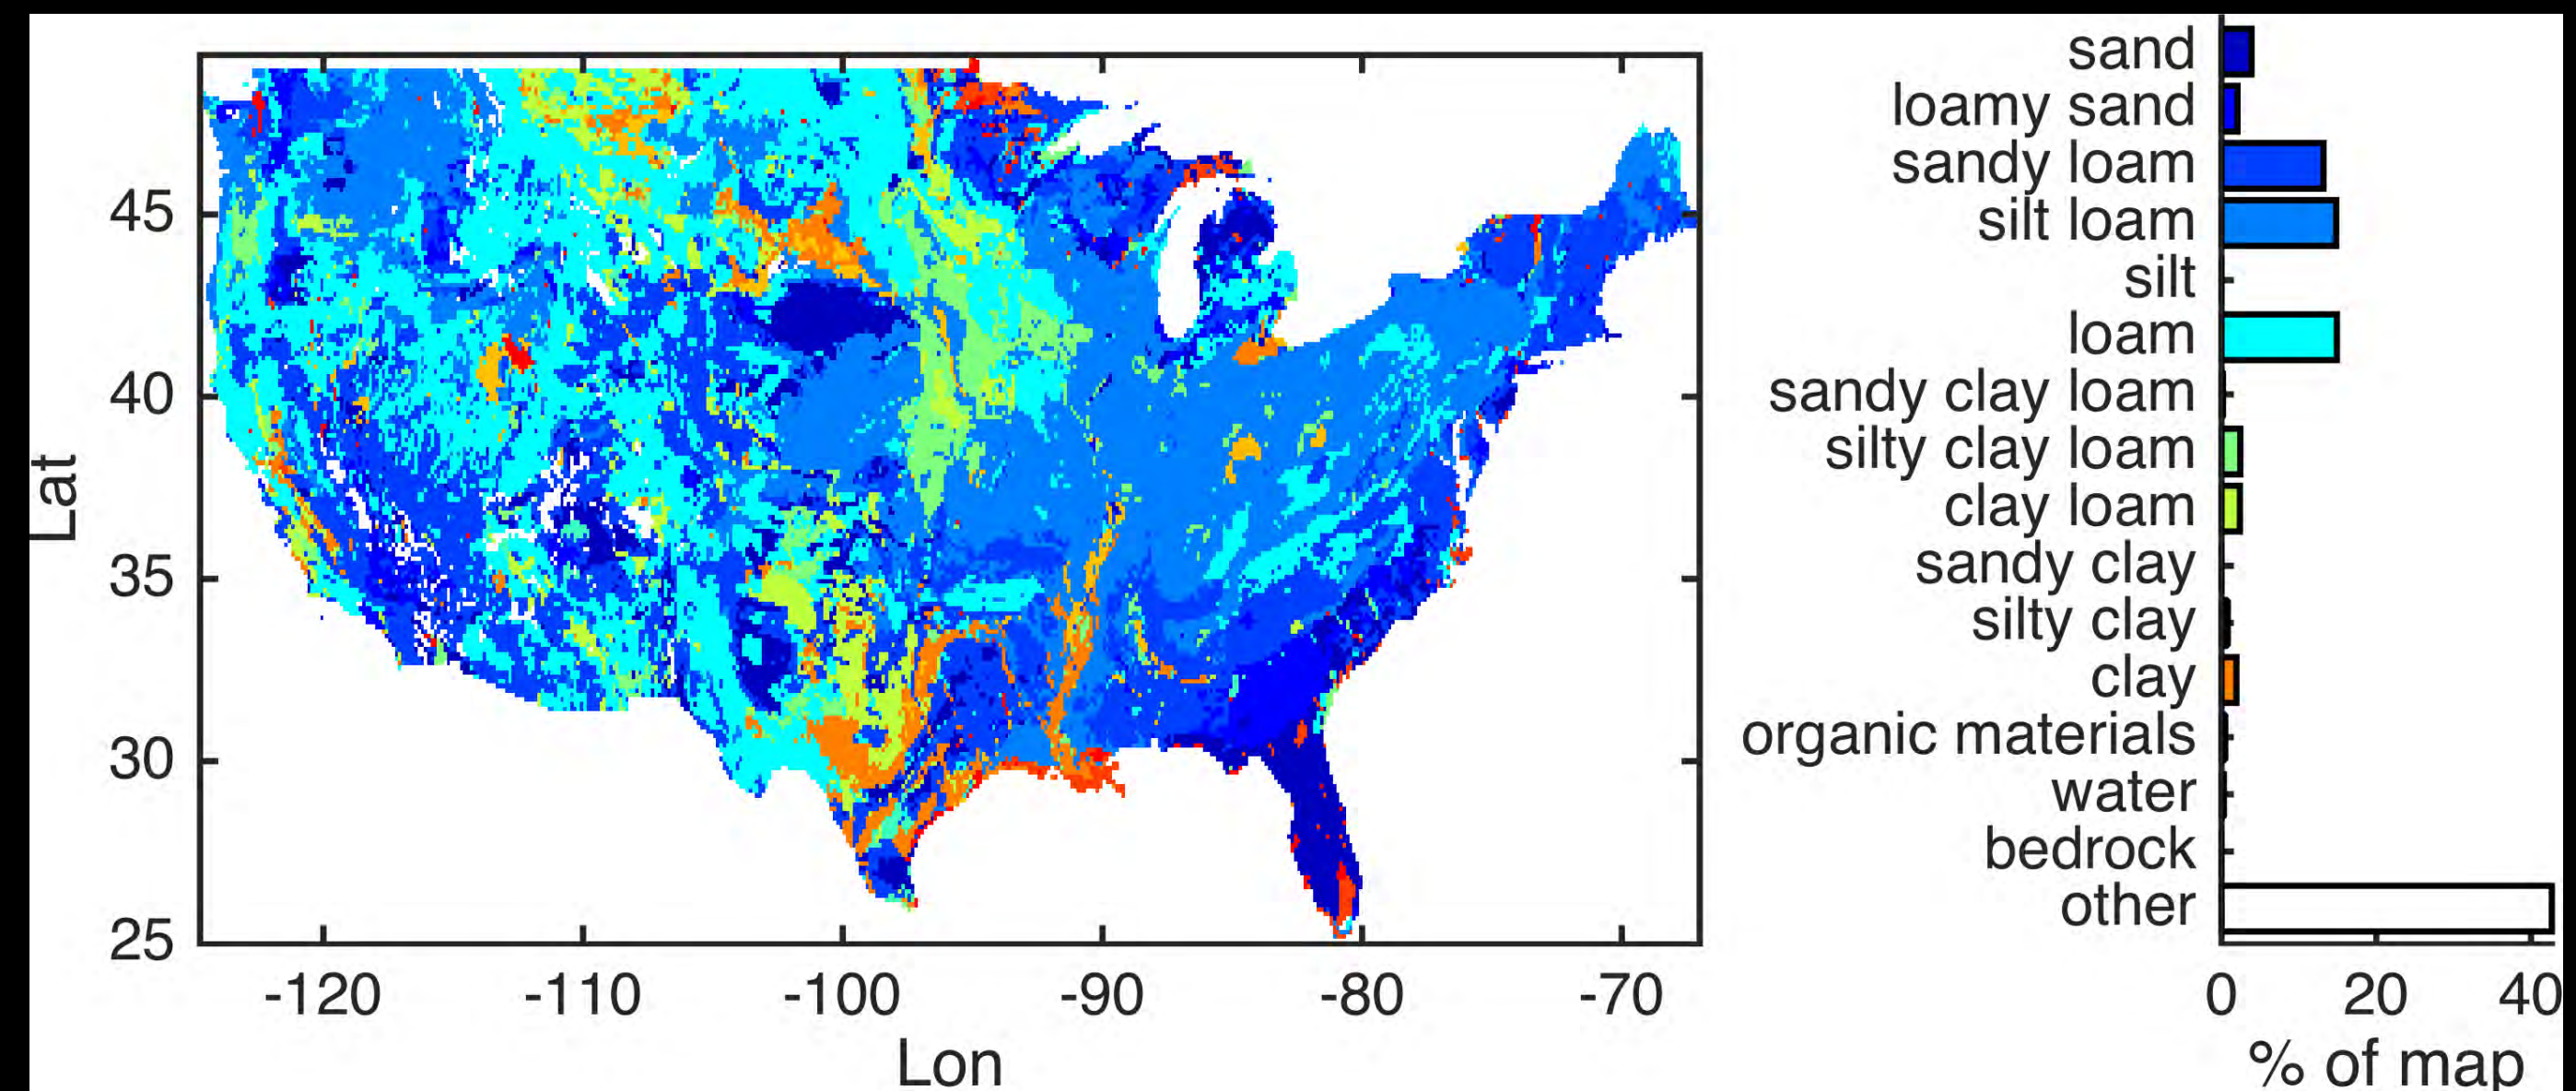 Lat
45
40
35
30
25
-120 -110 -100 -90 -80 -70
Lon
sand
loamy sand
sandy loam
silt loam
silt
loam
sandy clay loam
silty clay loam
clay loam
sandy clay
silty clay
clay
organic materials
water
bedrock
other
0 20 40
% of map